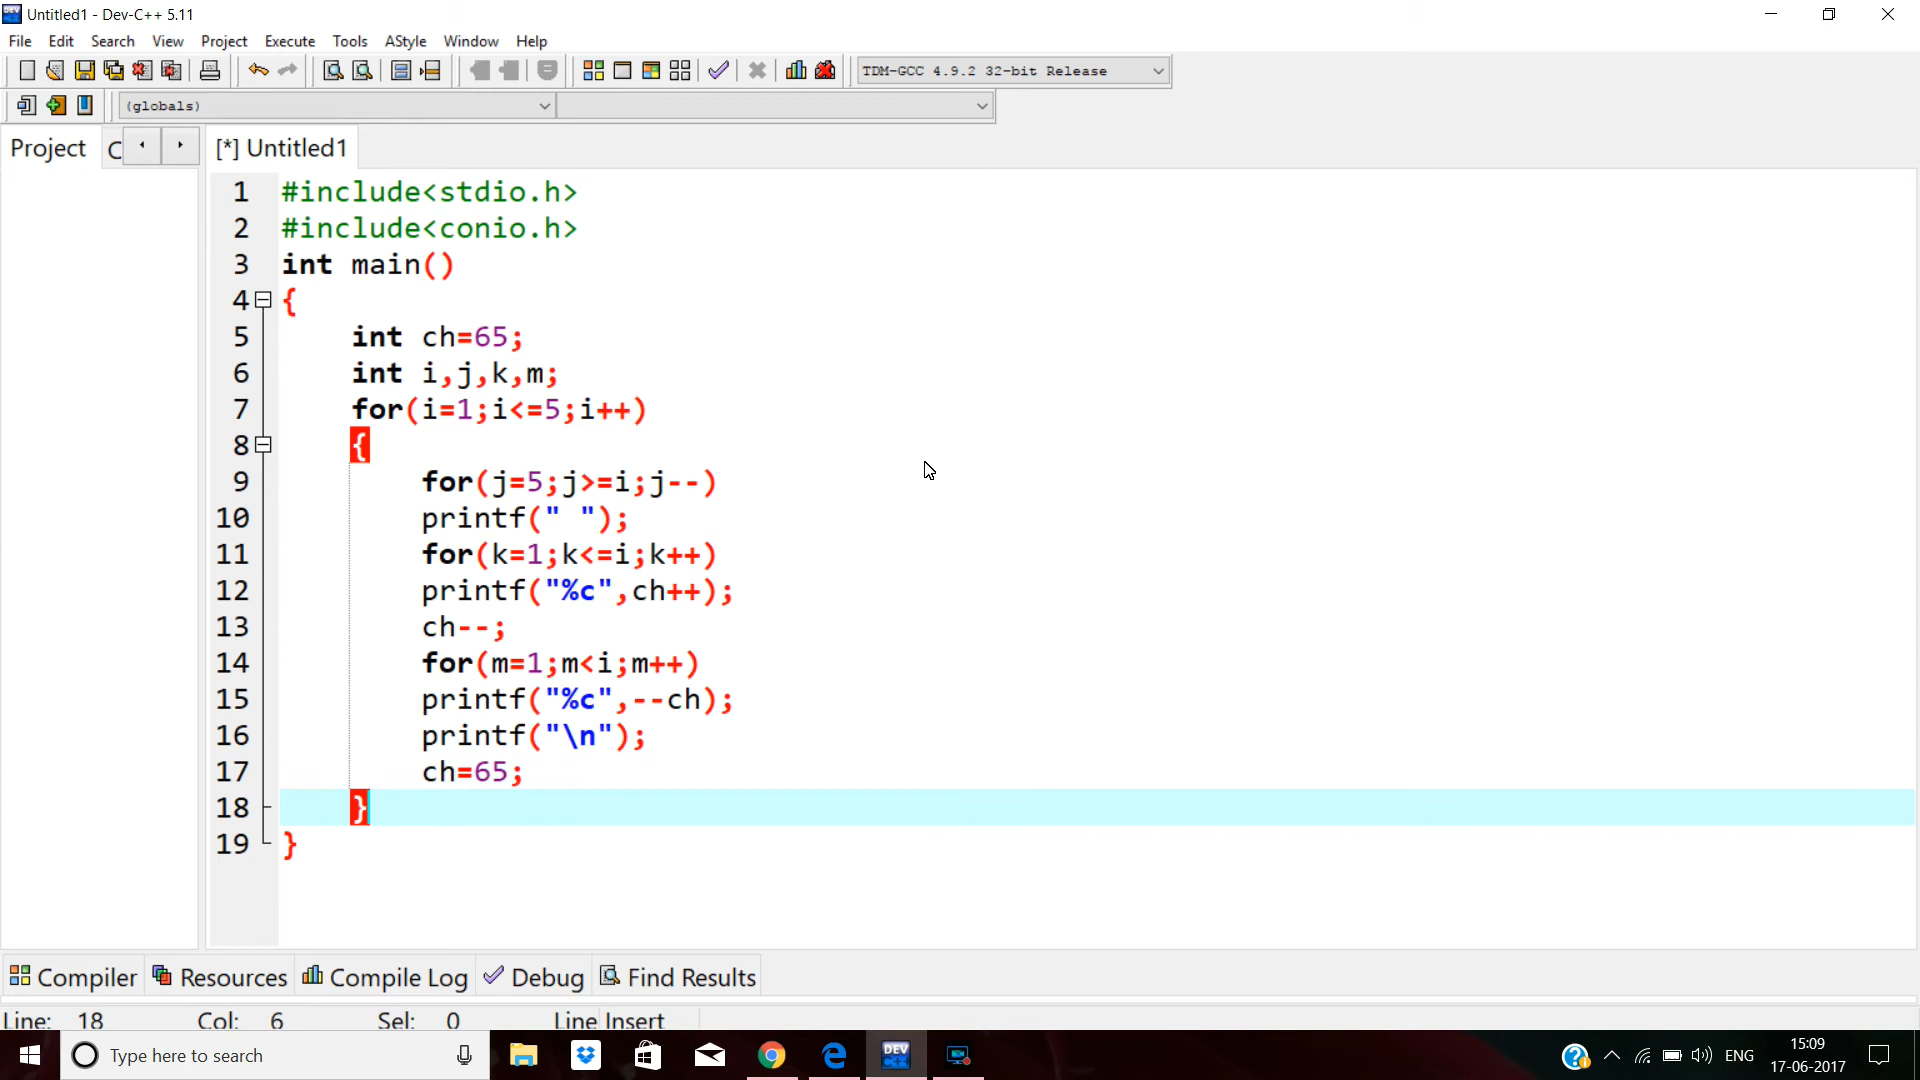 Untitled1 - Dev-C++ 5.11
File Edit Search View Project Execute Tools AStyle Window Help
TDM-GCC 4.9.2 32-bit Release
(globals)
Project C [*] Untitled1
1 #include<stdio.h>
2 #include<conio.h>
3 int main()
4 {
5 int ch=65;
6 int i,j,k,m;
7 for(i=1;i<=5;i++)
8 {
9 for(j=5;j>=i;j--)
10 printf(" ");
11 for(k=1;k<=i;k++)
12 printf("%c",ch++);
13 ch--;
14 for(m=1;m<i;m++)
15 printf("%c",--ch);
16 printf("\n");
17 ch=65;
18 }
19 }
Compiler Resources Compile Log Debug Find Results
Line: 18 Col: 6 Sel: 0 Line Insert
Type here to search DEV ENG 15:09
17-06-2017